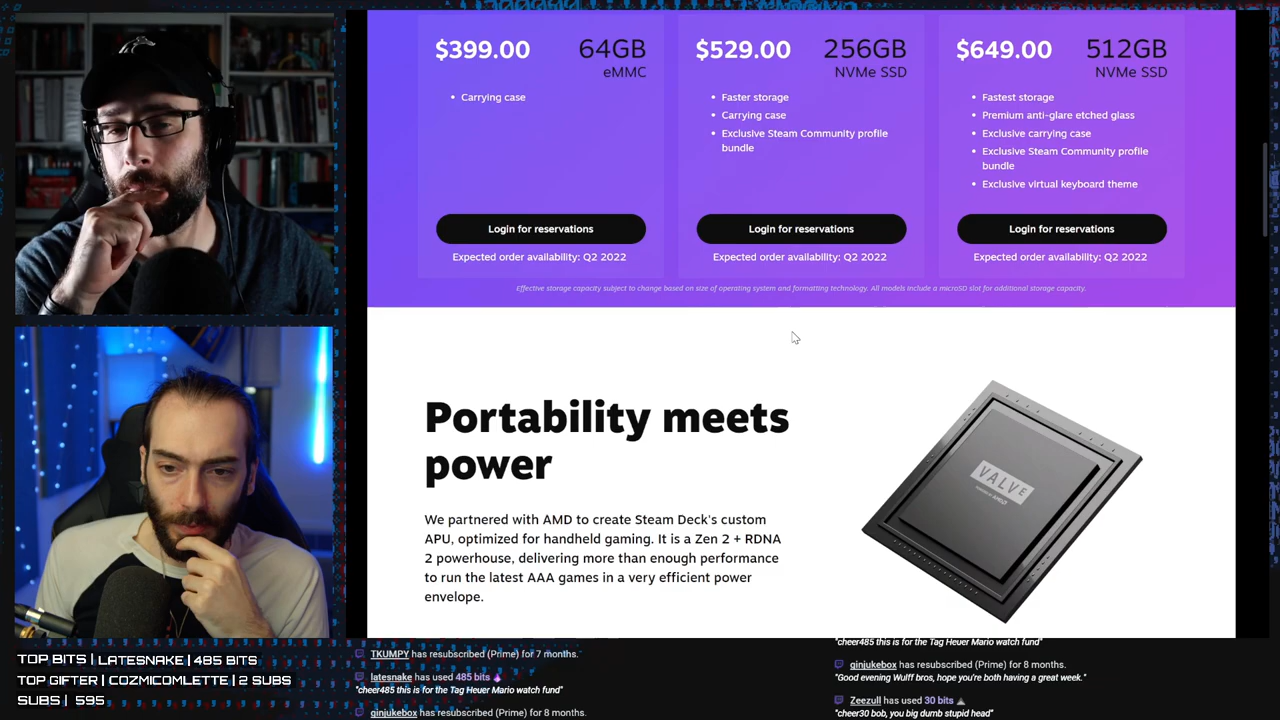 $399.00
64GB
eMMC
Carrying case
Login for reservations
Expected order availability: Q2 2022
$529.00
256GB
NVMe SSD
Faster storage
Carrying case
Exclusive Steam Community profile
bundle
Login for reservations
Expected order availability: Q2 2022
$649.00
512GB
NVMe SSD
Fastest storage
Premium anti-glare etched glass
Exclusive carrying case
Exclusive Steam Community profile
bundle
Exclusive virtual keyboard theme
Login for reservations
Expected order availability: Q2 2022
Effective storage capacity subject to change based on size of operating system and formatting technology. All models include a microSD slot for additional storage capacity.
Portability meets
power
We partnered with AMD to create Steam Deck's custom
APU, optimized for handheld gaming. It is a Zen 2 + RDNA
2 powerhouse, delivering more than enough performance
to run the latest AAA games in a very efficient power
envelope.
VALVE
TOP BITS | LATESNAKE | 485 BITS
TOP GIFTER | COZMICOMLETTE | 2 SUBS
SUBS | 595
TKUMPY has resubscribed (Prime) for 7 months.
latesnake has used 485 bits
"cheer485 this is for the Tag Heuer Mario watch fund"
ginjukebox has resubscribed (Prime) for 8 months.
"cheer485 this is for the Tag Heuer Mario watch fund"
ginjukebox has resubscribed (Prime) for 8 months.
"Good evening Wulff bros, hope you're both having a great week."
Zeezull has used 30 bits
"cheer30 bob, you big dumb stupid head"